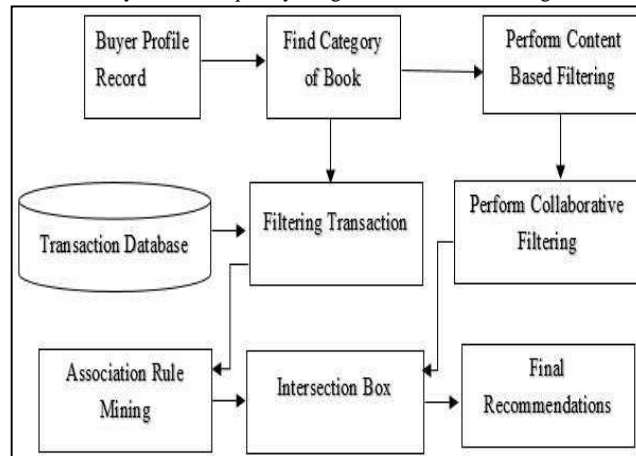 Buyer Profile
Record
Find Category
of Book
Perform Content
Based Filtering
Transaction Database
Filtering Transaction
Perform Collaborative
Filtering
Association Rule
Mining
Intersection Box
Final
Recommendations